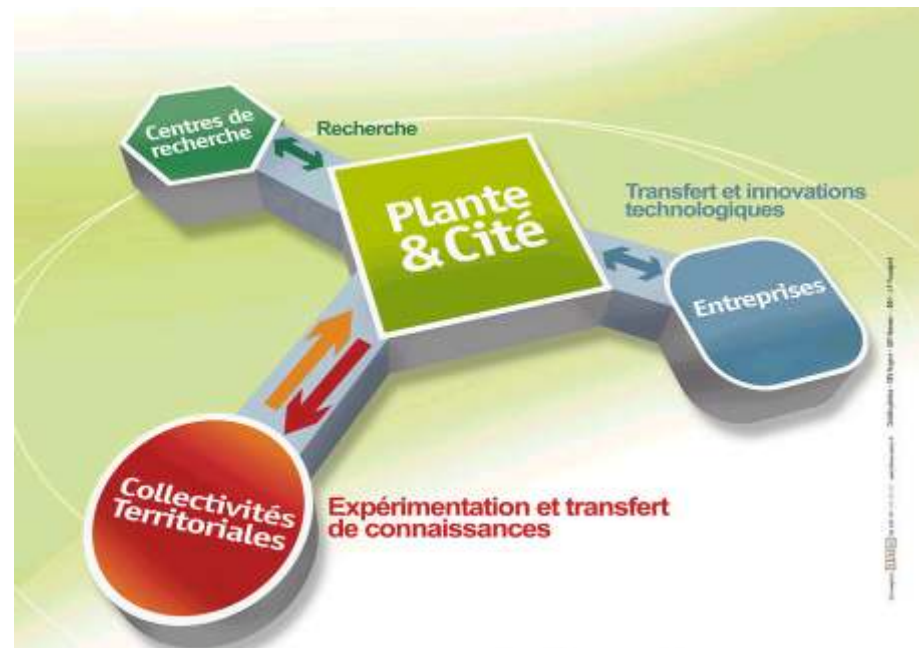 Centres de
recherche
Recherche
Plante
&Cité
Transfert et innovations
technologiques
Entreprises
Collectivités
Territoriales
Expérimentation et transfert
de connaissances